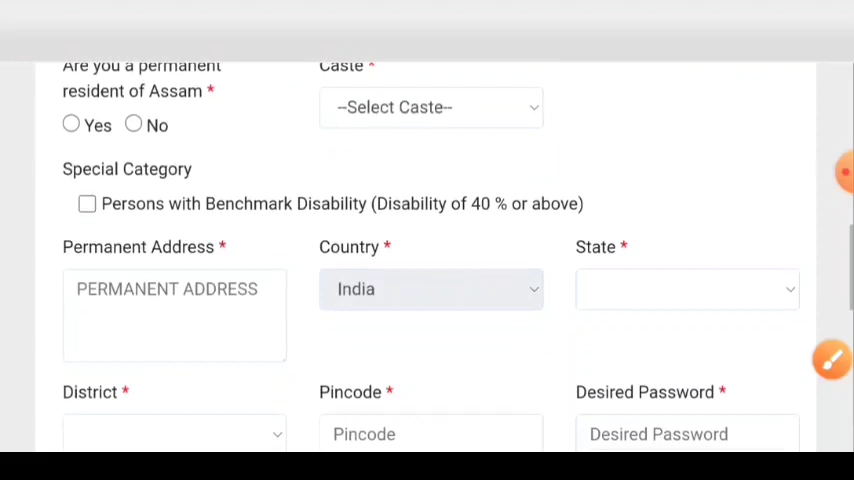 Are you a permanent
resident of Assam *
Yes
No
Caste *
--Select Caste--
Special Category
Persons with Benchmark Disability (Disability of 40 % or above)
Permanent Address *
Country *
State *
PERMANENT ADDRESS
India
District *
Pincode *
Desired Password *
Pincode
Desired Password